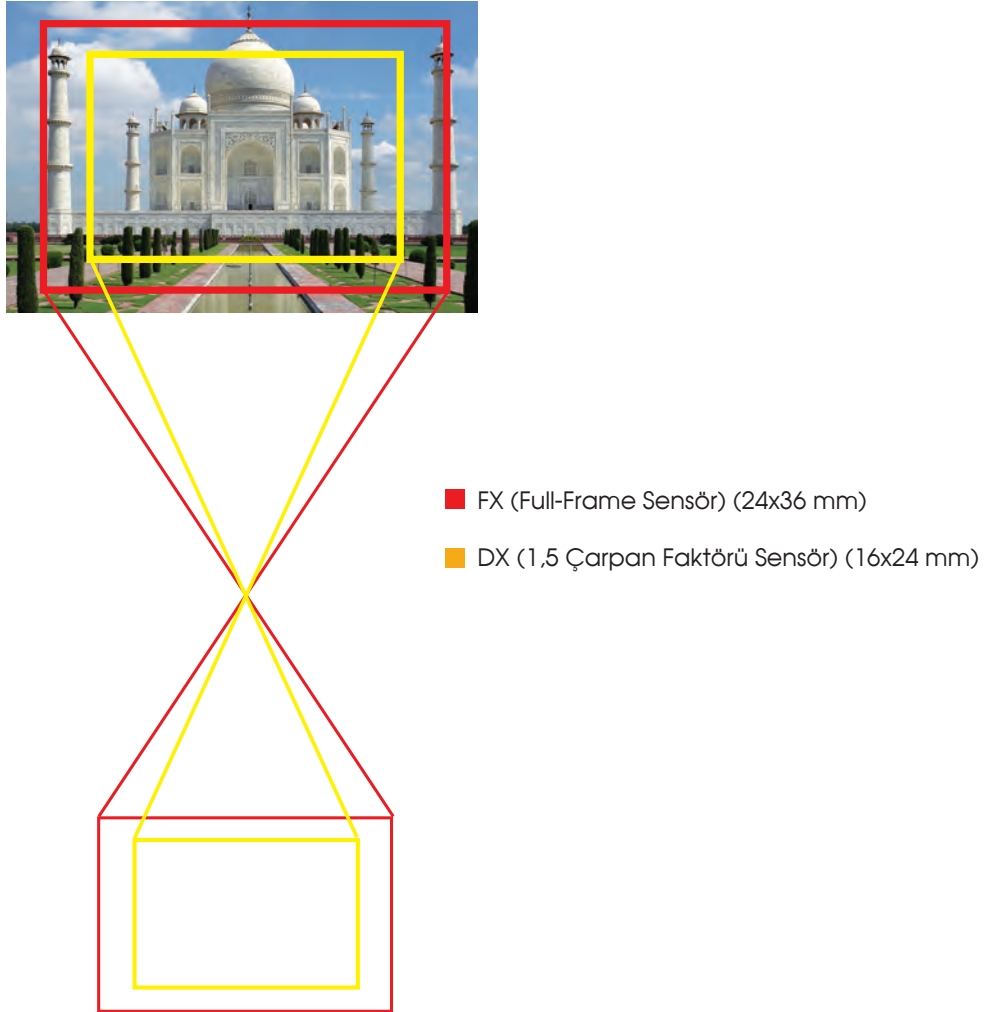 FX (Full-Frame Sensör) (24x36 mm)
DX (1,5 Çarpan Faktörü Sensör) (16x24 mm)